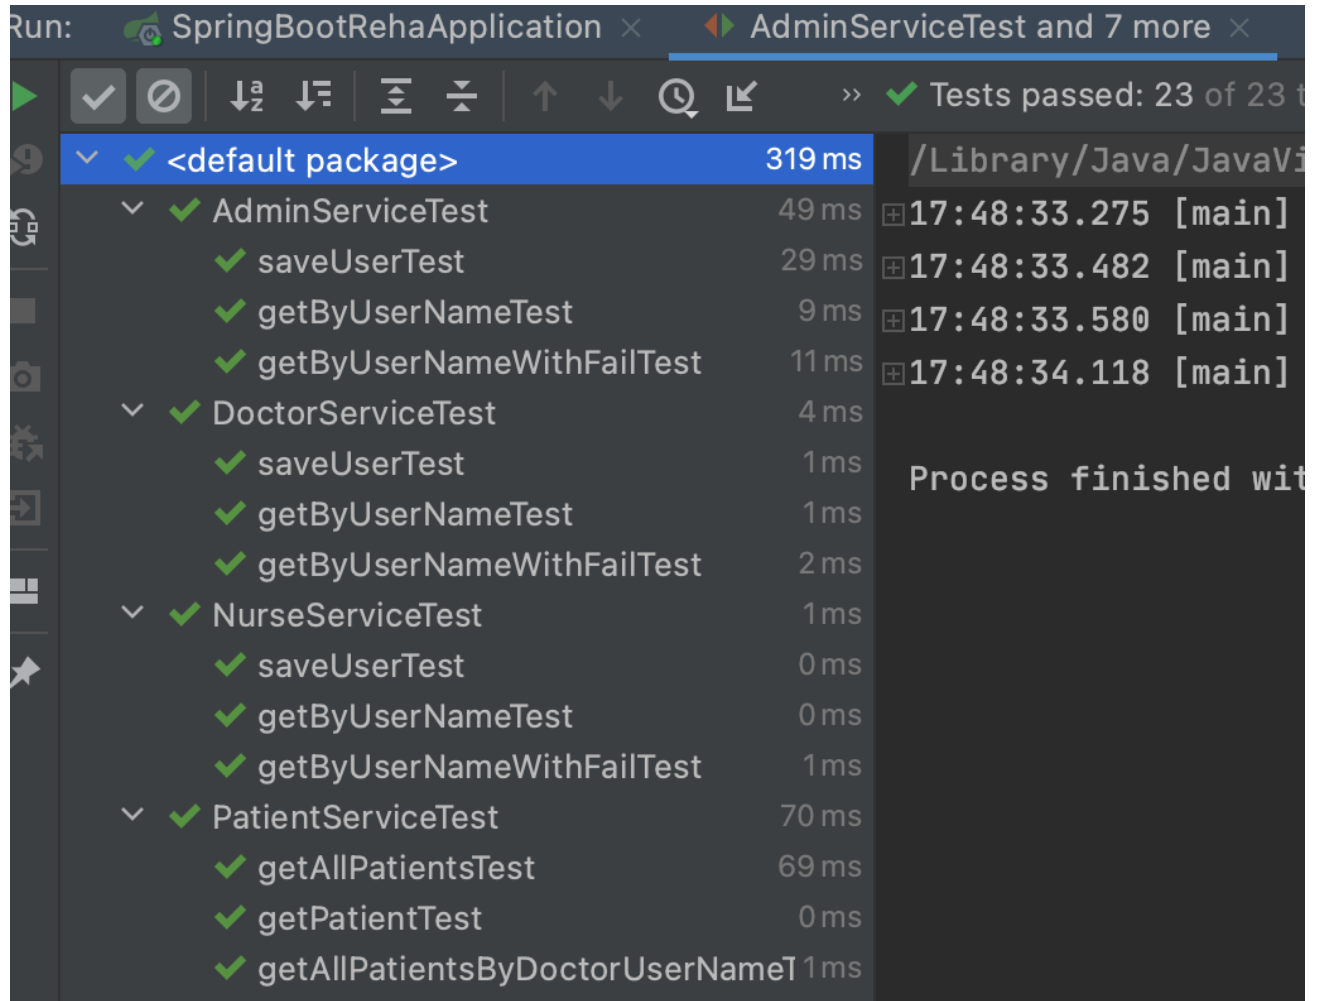 Run: SpringBootRehaApplication AdminServiceTest and 7 more
Tests passed: 23 of 23
<default package> 319 ms
AdminServiceTest 49 ms
saveUserTest 29 ms
getByUserNameTest 9 ms
getByUserNameWithFailTest 11 ms
DoctorServiceTest 4 ms
saveUserTest 1 ms
getByUserNameTest 1 ms
getByUserNameWithFailTest 2 ms
NurseServiceTest 1 ms
saveUserTest 0 ms
getByUserNameTest 0 ms
getByUserNameWithFailTest 1 ms
PatientServiceTest 70 ms
getAllPatientsTest 69 ms
getPatientTest 0 ms
getAllPatientsByDoctorUserNameT 1 ms
/Library/Java/JavaVi
17:48:33.275 [main]
17:48:33.482 [main]
17:48:33.580 [main]
17:48:34.118 [main]
Process finished wit